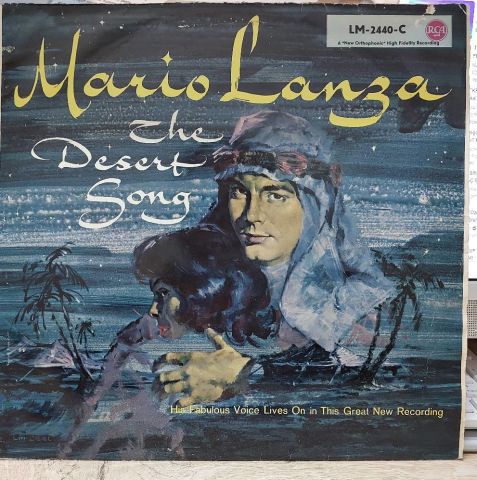 LM-2440-C
RCA
A "New Orthophonic" High Fidelity Recording
Mario Lanza
The
Desert
Song
His Fabulous Voice Lives On in This Great New Recording